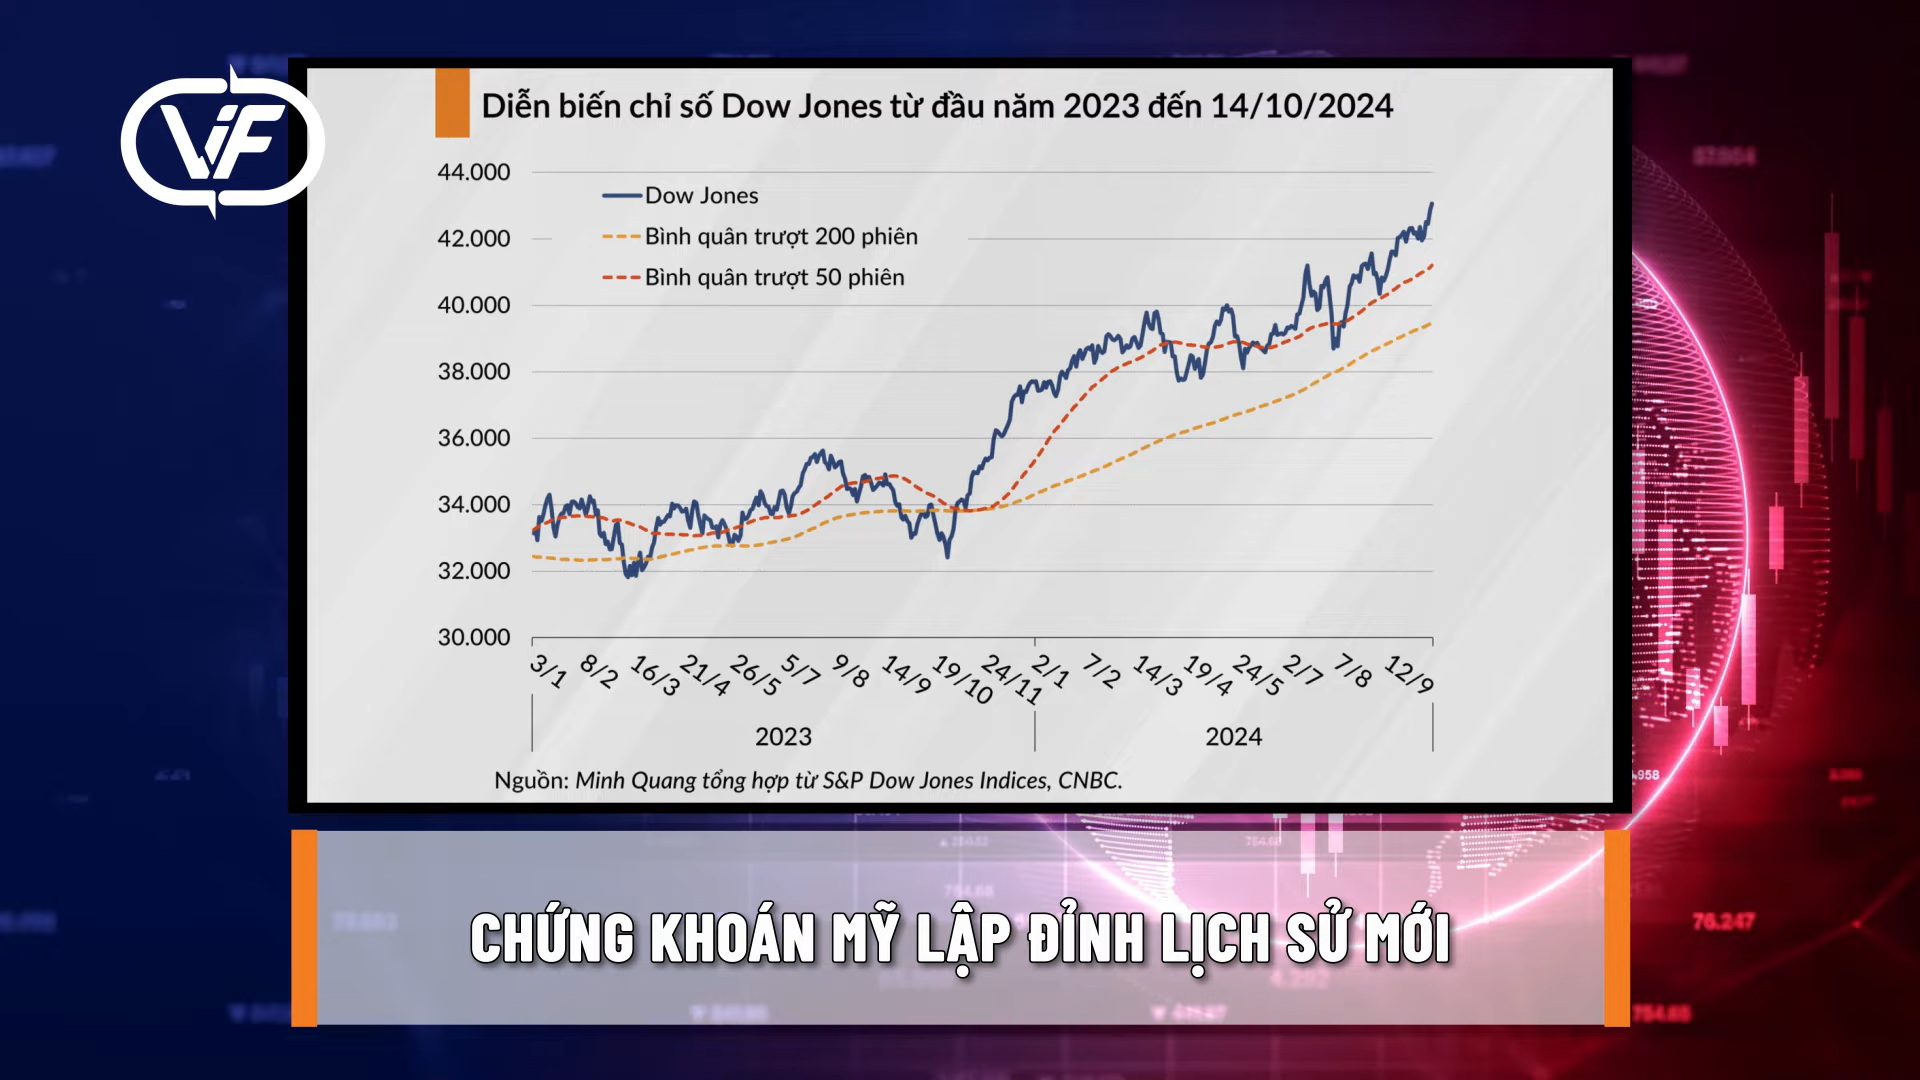 ViF
Diễn biến chỉ số Dow Jones từ đầu năm 2023 đến 14/10/2024
44.000
42.000
40.000
38.000
36.000
34.000
32.000
30.000
Dow Jones
Bình quân trượt 200 phiên
Bình quân trượt 50 phiên
3/1 8/2 16/3 21/4 26/5 5/7 9/8 14/9 19/10 24/11 2/1 7/2 14/3 19/4 24/5 2/7 7/8 12/9
2023 2024
Nguồn: Minh Quang tổng hợp từ S&P Dow Jones Indices, CNBC.
CHỨNG KHOÁN MỸ LẬP ĐỈNH LỊCH SỬ MỚI
76.247
764.65